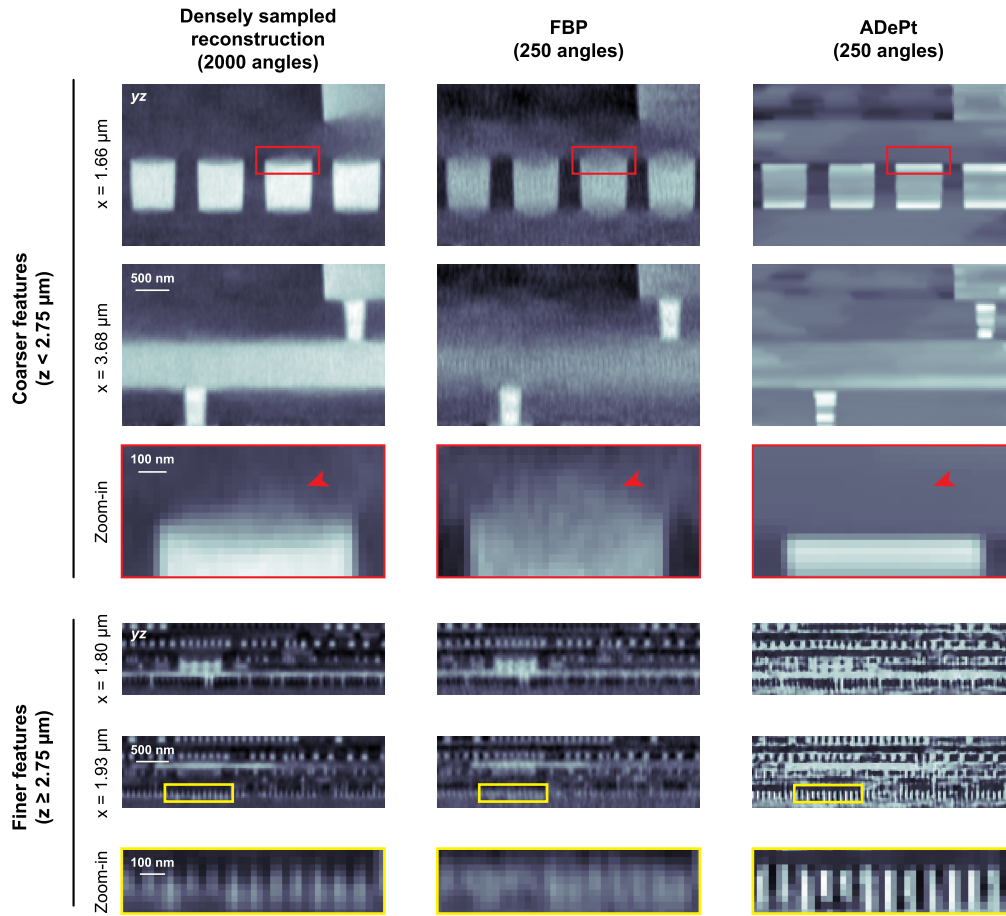 Densely sampled
reconstruction
(2000 angles)
FBP
(250 angles)
ADePt
(250 angles)
Coarser features
(z < 2.75 µm)
x = 1.66 µm
yz
x = 3.68 µm
500 nm
Zoom-in
100 nm
Finer features
(z ≥ 2.75 µm)
x = 1.80 µm
yz
x = 1.93 µm
500 nm
Zoom-in
100 nm